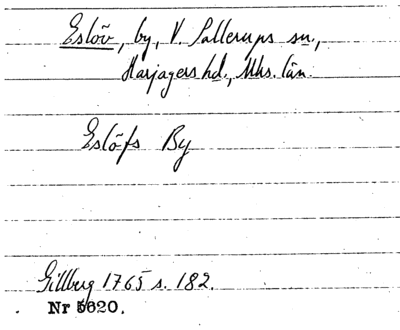 Eslöv, by, V. Sallerups sn.,
Harjagers hd., Mhs. län.
Eslöfs By
Gillberg 1765 s. 182.
Nr 5620.